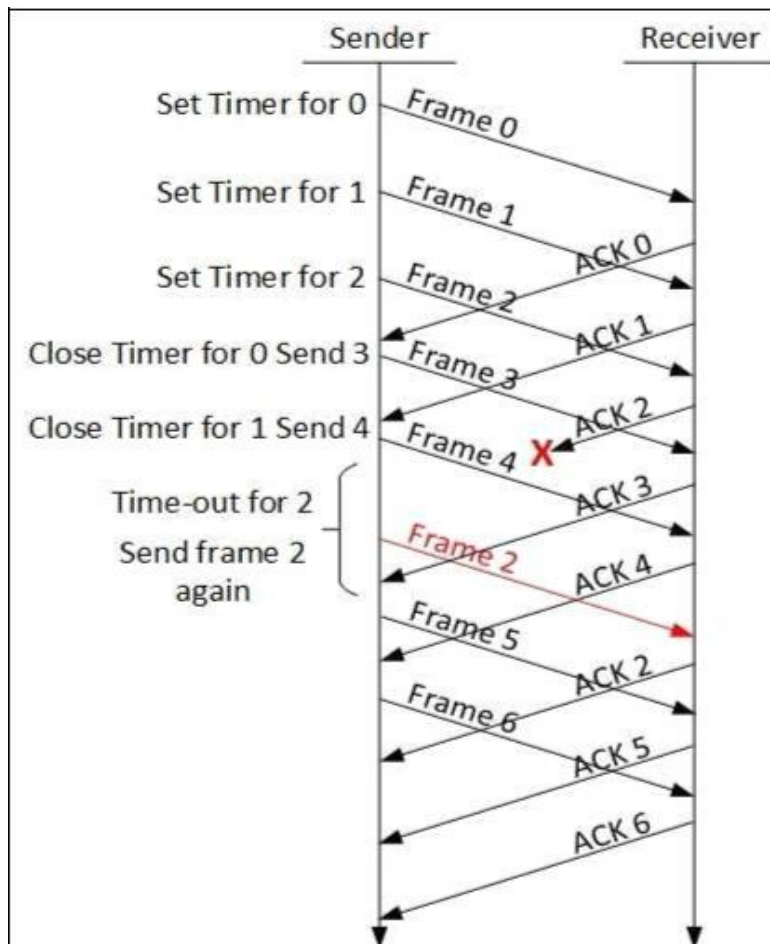 Sender
Receiver
Set Timer for 0
Frame 0
Set Timer for 1
Frame 1
ACK 0
Set Timer for 2
Frame 2
ACK 1
Close Timer for 0 Send 3
Frame 3
ACK 2
Close Timer for 1 Send 4
Frame 4
X
ACK 3
Time-out for 2
Send frame 2
again
Frame 2
ACK 4
Frame 5
ACK 2
Frame 6
ACK 5
ACK 6